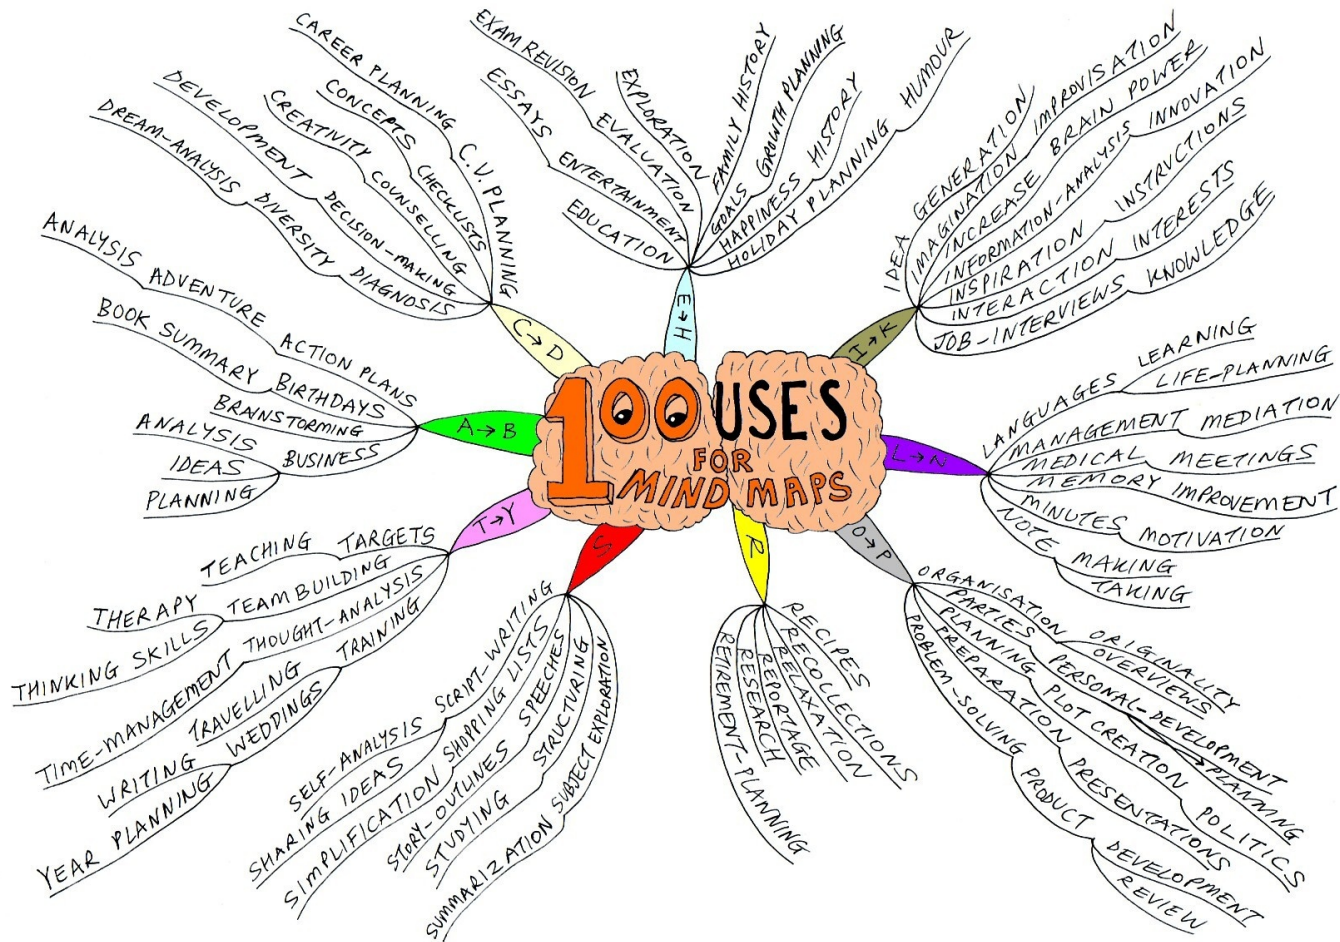 100 USES
FOR
MIND MAPS
A→B
ANALYSIS ADVENTURE ACTION PLANS
BOOK SUMMARY BIRTHDAYS
BRAINSTORMING
BUSINESS
ANALYSIS
IDEAS
PLANNING
C→D
CAREER PLANNING C.V. PLANNING
CONCEPTS CHECKLISTS
CREATIVITY COUNSELLING
DEVELOPMENT DECISION-MAKING
DREAM-ANALYSIS DIVERSITY DIAGNOSIS
E→H
EXAM REVISION EVALUATION
EXPLORATION
ESSAYS ENTERTAINMENT
EDUCATION
FAMILY HISTORY
GOALS GROWTH PLANNING
HAPPINESS HISTORY
HOLIDAY PLANNING HUMOUR
I→K
IDEA GENERATION
IMAGINATION IMPROVISATION
INCREASE BRAIN POWER
INFORMATION-ANALYSIS INNOVATION
INSPIRATION INSTRUCTIONS
INTERACTION INTERESTS
JOB-INTERVIEWS KNOWLEDGE
L→N
LANGUAGES LEARNING
LIFE-PLANNING
MANAGEMENT MEDIATION
MEDICAL MEETINGS
MEMORY IMPROVEMENT
MINUTES MOTIVATION
NOTE MAKING
TAKING
O→P
ORGANISATION ORIGINALITY
OVERVIEWS
PARTIES PERSONAL-DEVELOPMENT
PLANNING
PLANNING PLOT CREATION POLITICS
PREPARATION PRESENTATIONS
PROBLEM-SOLVING PRODUCT DEVELOPMENT
REVIEW
R
RECIPES
RECOLLECTIONS
RELAXATION
REPORTAGE
RESEARCH
RETIREMENT-PLANNING
S
SELF-ANALYSIS SCRIPT-WRITING
SHARING IDEAS SHOPPING LISTS
SIMPLIFICATION SPEECHES
STORY-OUTLINES STRUCTURING
STUDYING SUBJECT EXPLORATION
SUMMARIZATION
T→Y
TEACHING TARGETS
TEAM BUILDING
THERAPY
THINKING SKILLS
THOUGHT-ANALYSIS
TIME-MANAGEMENT
TRAINING
TRAVELLING
WEDDINGS
WRITING
YEAR PLANNING